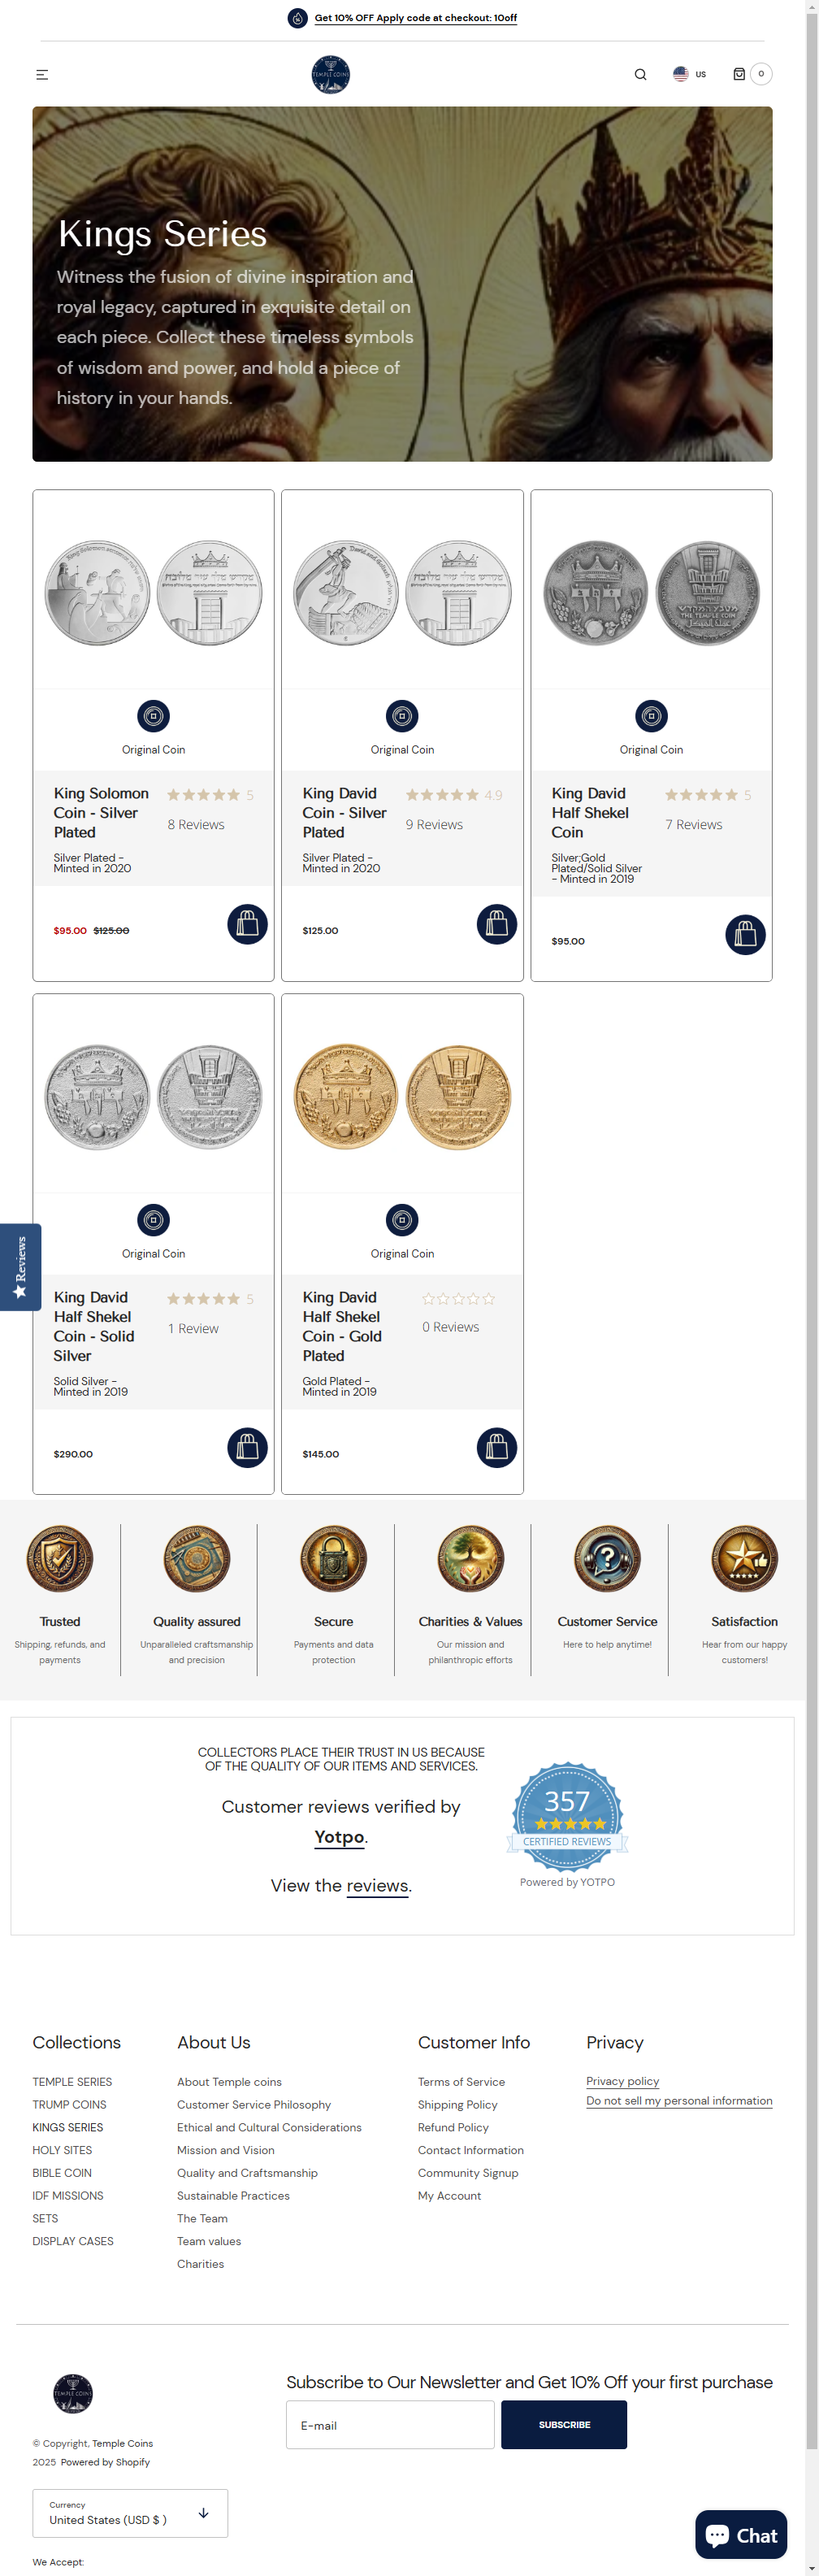 Get 10% OFF Apply code at checkout: 10off
TEMPLE COINS
US
0
Kings Series
Witness the fusion of divine inspiration and
royal legacy, captured in exquisite detail on
each piece. Collect these timeless symbols
of wisdom and power, and hold a piece of
history in your hands.
Original Coin
Original Coin
Original Coin
King Solomon
Coin - Silver
Plated
5
8 Reviews
Silver Plated -
Minted in 2020
King David
Coin - Silver
Plated
4.9
9 Reviews
Silver Plated -
Minted in 2020
King David
Half Shekel
Coin
5
7 Reviews
Silver;Gold
Plated/Solid Silver
- Minted in 2019
$95.00 $125.00
$125.00
$95.00
Original Coin
Original Coin
Reviews
King David
Half Shekel
Coin - Solid
Silver
5
1 Review
Solid Silver -
Minted in 2019
King David
Half Shekel
Coin - Gold
Plated
0 Reviews
Gold Plated -
Minted in 2019
$290.00
$145.00
Trusted
Shipping, refunds, and
payments
Quality assured
Unparalleled craftsmanship
and precision
Secure
Payments and data
protection
Charities & Values
Our mission and
philanthropic efforts
Customer Service
Here to help anytime!
Satisfaction
Hear from our happy
customers!
COLLECTORS PLACE THEIR TRUST IN US BECAUSE
OF THE QUALITY OF OUR ITEMS AND SERVICES.
Customer reviews verified by
Yotpo.
View the reviews.
357
CERTIFIED REVIEWS
Powered by YOTPO
Collections
TEMPLE SERIES
TRUMP COINS
KINGS SERIES
HOLY SITES
BIBLE COIN
IDF MISSIONS
SETS
DISPLAY CASES
About Us
About Temple coins
Customer Service Philosophy
Ethical and Cultural Considerations
Mission and Vision
Quality and Craftsmanship
Sustainable Practices
The Team
Team values
Charities
Customer Info
Terms of Service
Shipping Policy
Refund Policy
Contact Information
Community Signup
My Account
Privacy
Privacy policy
Do not sell my personal information
TEMPLE COINS
© Copyright, Temple Coins
2025 Powered by Shopify
Subscribe to Our Newsletter and Get 10% Off your first purchase
E-mail
SUBSCRIBE
Currency
United States (USD $ )
We Accept:
Chat